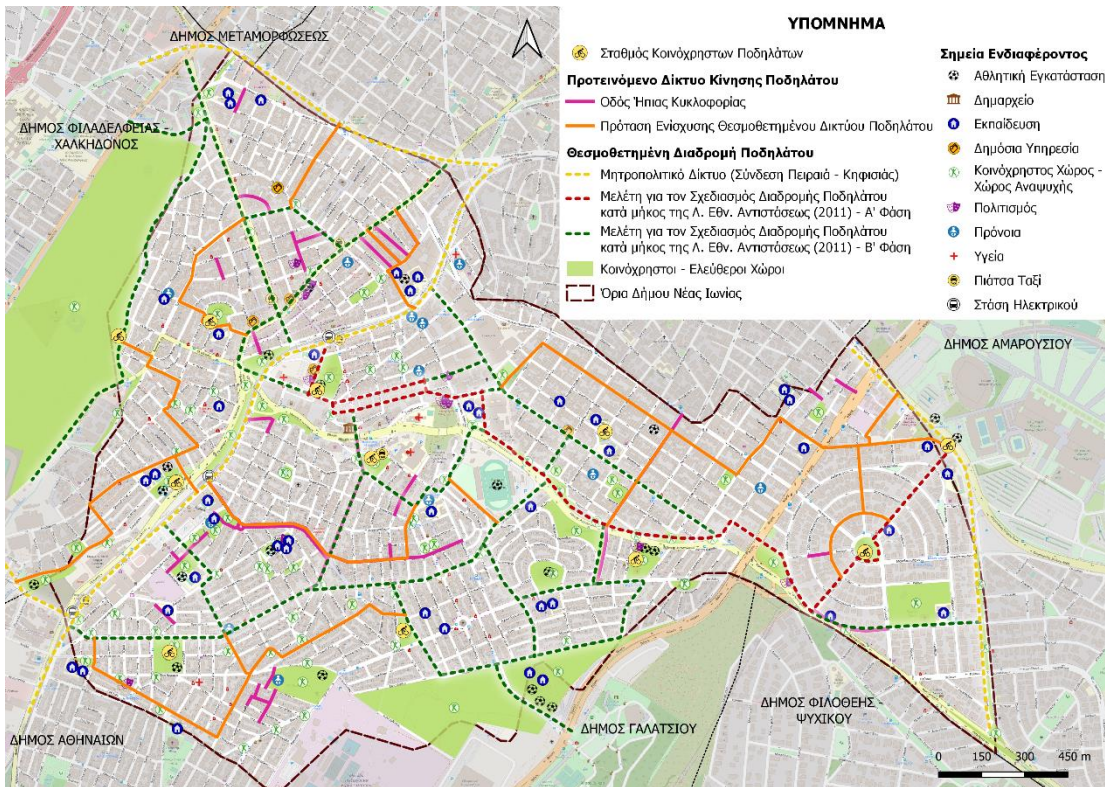 ΔΗΜΟΣ ΜΕΤΑΜΟΡΦΩΣΕΩΣ
ΔΗΜΟΣ ΦΙΛΑΔΕΛΦΕΙΑΣ
ΧΑΛΚΗΔΟΝΟΣ
ΥΠΟΜΝΗΜΑ
Σταθμός Κοινόχρηστων Ποδηλάτων
Προτεινόμενο Δίκτυο Κίνησης Ποδηλάτου
Οδός Ήπιας Κυκλοφορίας
Πρόταση Ενίσχυσης Θεσμοθετημένου Δικτύου Ποδηλάτου
Θεσμοθετημένη Διαδρομή Ποδηλάτου
Μητροπολιτικό Δίκτυο (Σύνδεση Πειραιά - Κηφισιάς)
Μελέτη για τον Σχεδιασμός Διαδρομής Ποδηλάτου
κατά μήκος της Λ. Εθν. Αντιστάσεως (2011) - Α' Φάση
Μελέτη για τον Σχεδιασμός Διαδρομής Ποδηλάτου
κατά μήκος της Λ. Εθν. Αντιστάσεως (2011) - Β' Φάση
Κοινόχρηστοι - Ελεύθεροι Χώροι
Όρια Δήμου Νέας Ιωνίας
Σημεία Ενδιαφέροντος
Αθλητική Εγκατάσταση
Δημαρχείο
Εκπαίδευση
Δημόσια Υπηρεσία
Κοινόχρηστος Χώρος -
Χώρος Αναψυχής
Πολιτισμός
Πρόνοια
Υγεία
Πιάτσα Ταξί
Στάση Ηλεκτρικού
ΔΗΜΟΣ ΑΜΑΡΟΥΣΙΟΥ
ΔΗΜΟΣ ΦΙΛΟΘΕΗΣ -
ΨΥΧΙΚΟΥ
ΔΗΜΟΣ ΓΑΛΑΤΣΙΟΥ
ΔΗΜΟΣ ΑΘΗΝΑΙΩΝ
0 150 300 450 m